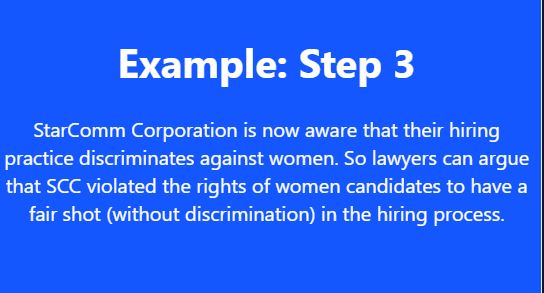 Example: Step 3
StarComm Corporation is now aware that their hiring
practice discriminates against women. So lawyers can argue
that SCC violated the rights of women candidates to have a
fair shot (without discrimination) in the hiring process.